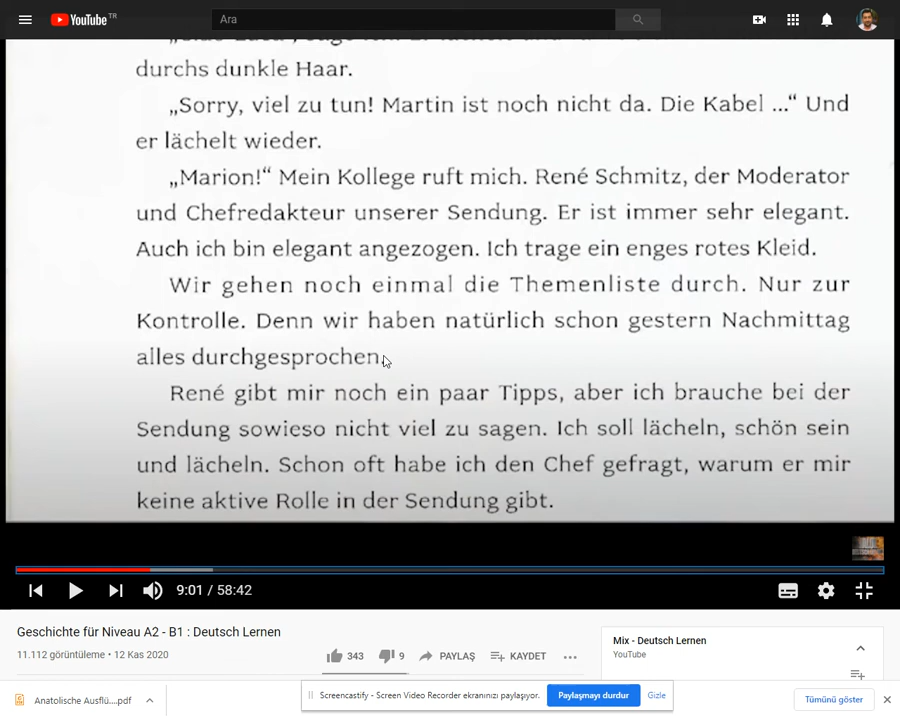 YouTube TR
Ara
durchs dunkle Haar.
„Sorry, viel zu tun! Martin ist noch nicht da. Die Kabel ...“ Und
er lächelt wieder.
„Marion!“ Mein Kollege ruft mich. René Schmitz, der Moderator
und Chefredakteur unserer Sendung. Er ist immer sehr elegant.
Auch ich bin elegant angezogen. Ich trage ein enges rotes Kleid.
Wir gehen noch einmal die Themenliste durch. Nur zur
Kontrolle. Denn wir haben natürlich schon gestern Nachmittag
alles durchgesprochen.
René gibt mir noch ein paar Tipps, aber ich brauche bei der
Sendung sowieso nicht viel zu sagen. Ich soll lächeln, schön sein
und lächeln. Schon oft habe ich den Chef gefragt, warum er mir
keine aktive Rolle in der Sendung gibt.
9:01 / 58:42
Geschichte für Niveau A2 - B1 : Deutsch Lernen
11.112 görüntüleme • 12 Kas 2020
343 9 PAYLAŞ KAYDET ...
Mix - Deutsch Lernen
YouTube
Anatolische Ausflü....pdf
Screencastify - Screen Video Recorder ekranınızı paylaşıyor.
Paylaşmayı durdur
Gizle
Tümünü göster